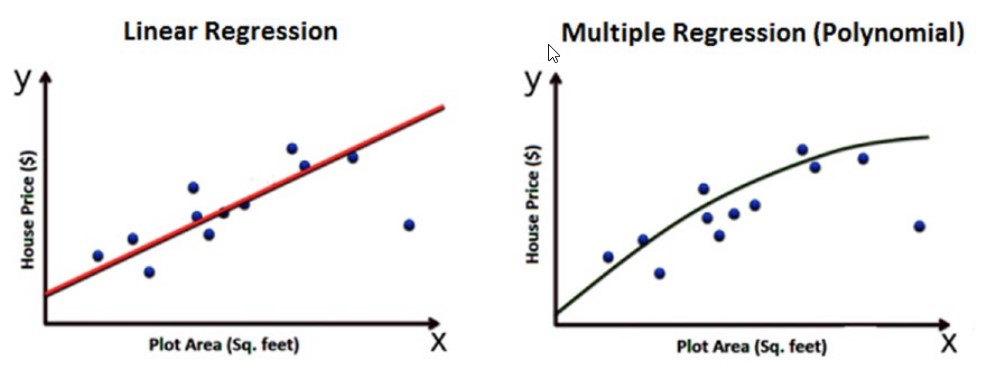 Linear Regression
y
House Price ($)
Plot Area (Sq. feet)
X
Multiple Regression (Polynomial)
y
House Price ($)
Plot Area (Sq. feet)
X